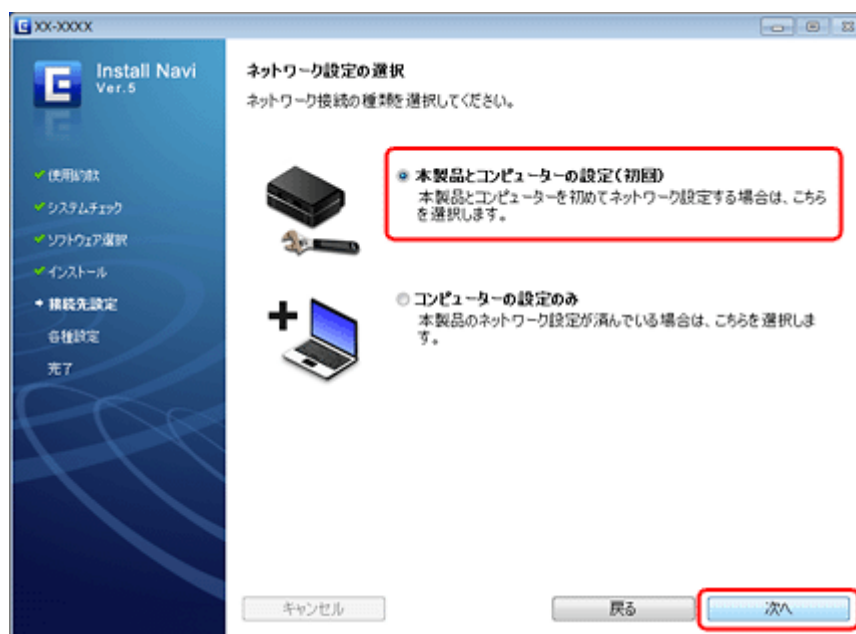 XX-XXXX
Install Navi
Ver.5
使用約款
システムチェック
ソフトウェア選択
インストール
接続先設定
各種設定
完了
ネットワーク設定の選択
ネットワーク接続の種類を選択してください。
本製品とコンピューターの設定(初回)
本製品とコンピューターを初めてネットワーク設定する場合は、こちら
を選択します。
コンピューターの設定のみ
本製品のネットワーク設定が済んでいる場合は、こちらを選択しま
す。
キャンセル
戻る
次へ